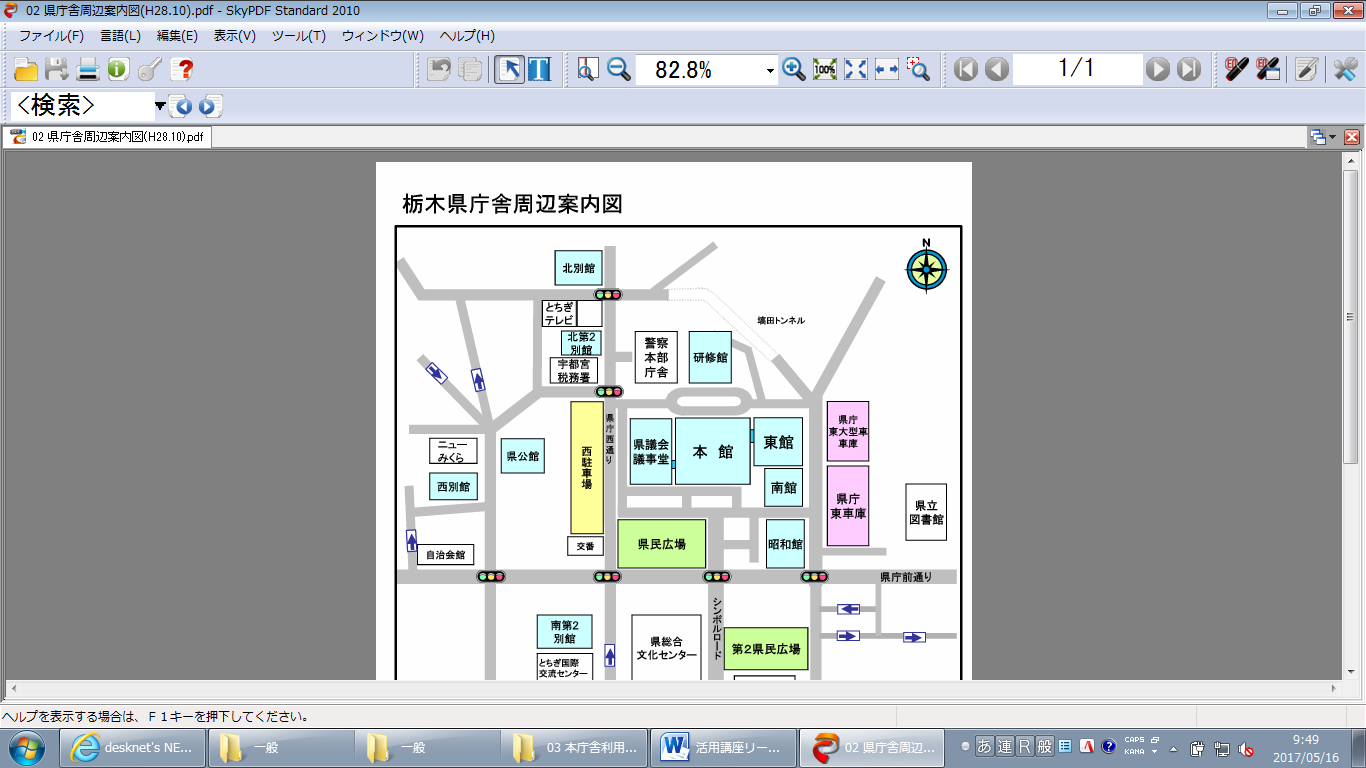 02 県庁舎周辺案内図(H28.10).pdf - SkyPDF Standard 2010
ファイル(F) 言語(L) 編集(E) 表示(V) ツール(T) ウィンドウ(W) ヘルプ(H)
82.8%
100%
1/1
<検索>
02 県庁舎周辺案内図(H28.10).pdf
栃木県庁舎周辺案内図
N
北別館
とちぎ
テレビ
塙田トンネル
北第2
別館
警察
本部
庁舎
研修館
宇都宮
税務署
県庁西通り
県庁
東大型車
車庫
ニュー
みくら
県公館
西駐車場
県議会
議事堂
本 館
東館
西別館
南館
県庁
東車庫
県立
図書館
自治会館
交番
県民広場
昭和館
県庁前通り
シンボルロード
南第2
別館
県総合
文化センター
第2県民広場
とちぎ国際
交流センター
ヘルプを表示する場合は、F1キーを押下してください。
desknet's NE...
一般
一般
03 本庁舎利用...
活用講座リー...
02 県庁舎周辺...
あ 連 R 般
CAPS
KANA
9:49
2017/05/16